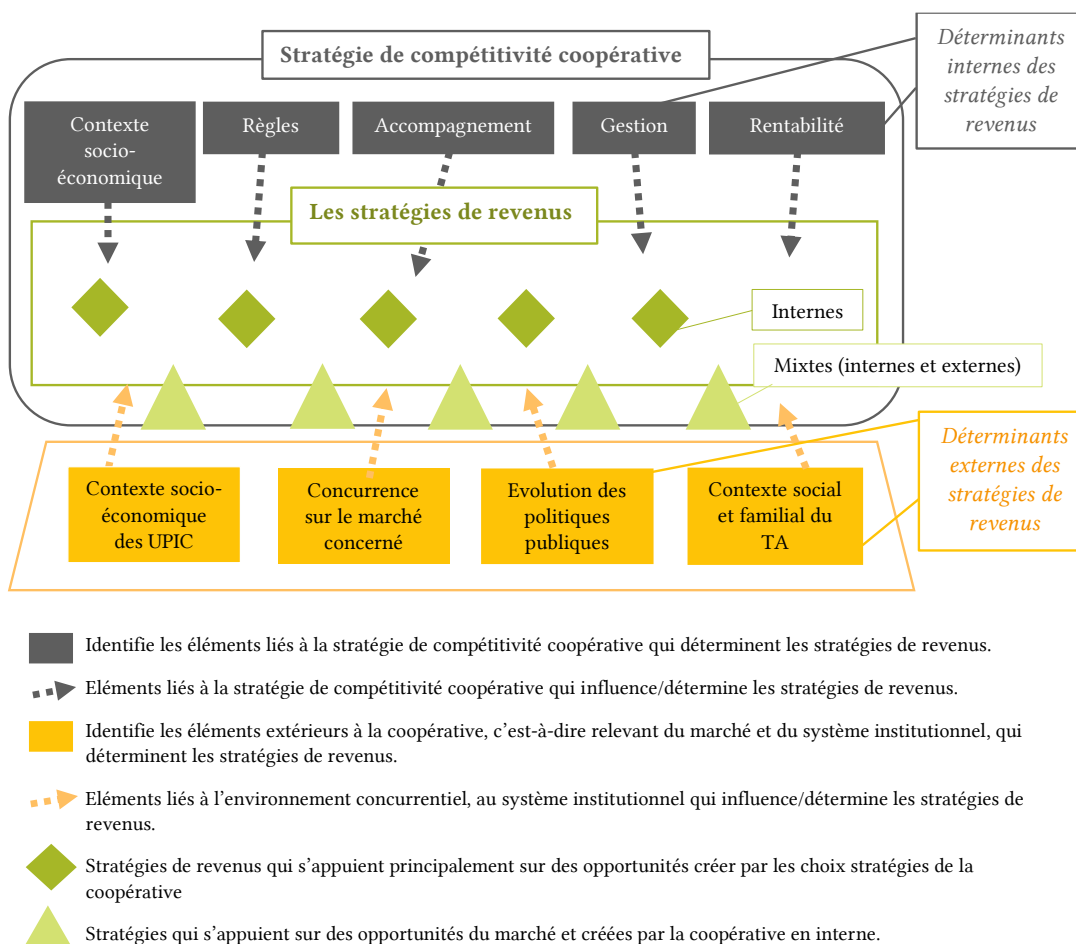 Stratégie de compétitivité coopérative
Déterminants
internes des
stratégies de
revenus
Contexte
socio-
économique
Règles
Accompagnement
Gestion
Rentabilité
Les stratégies de revenus
Internes
Mixtes (internes et externes)
Déterminants
externes des
stratégies de
revenus
Contexte socio-
économique
des UPIC
Concurrence
sur le marché
concerné
Evolution des
politiques
publiques
Contexte social
et familial du
TA
Identifie les éléments liés à la stratégie de compétitivité coopérative qui déterminent les stratégies de revenus.
Eléments liés à la stratégie de compétitivité coopérative qui influence/détermine les stratégies de revenus.
Identifie les éléments extérieurs à la coopérative, c’est-à-dire relevant du marché et du système institutionnel, qui
déterminent les stratégies de revenus.
Eléments liés à l’environnement concurrentiel, au système institutionnel qui influence/détermine les stratégies de
revenus.
Stratégies de revenus qui s’appuient principalement sur des opportunités créer par les choix stratégies de la
coopérative
Stratégies qui s’appuient sur des opportunités du marché et créées par la coopérative en interne.